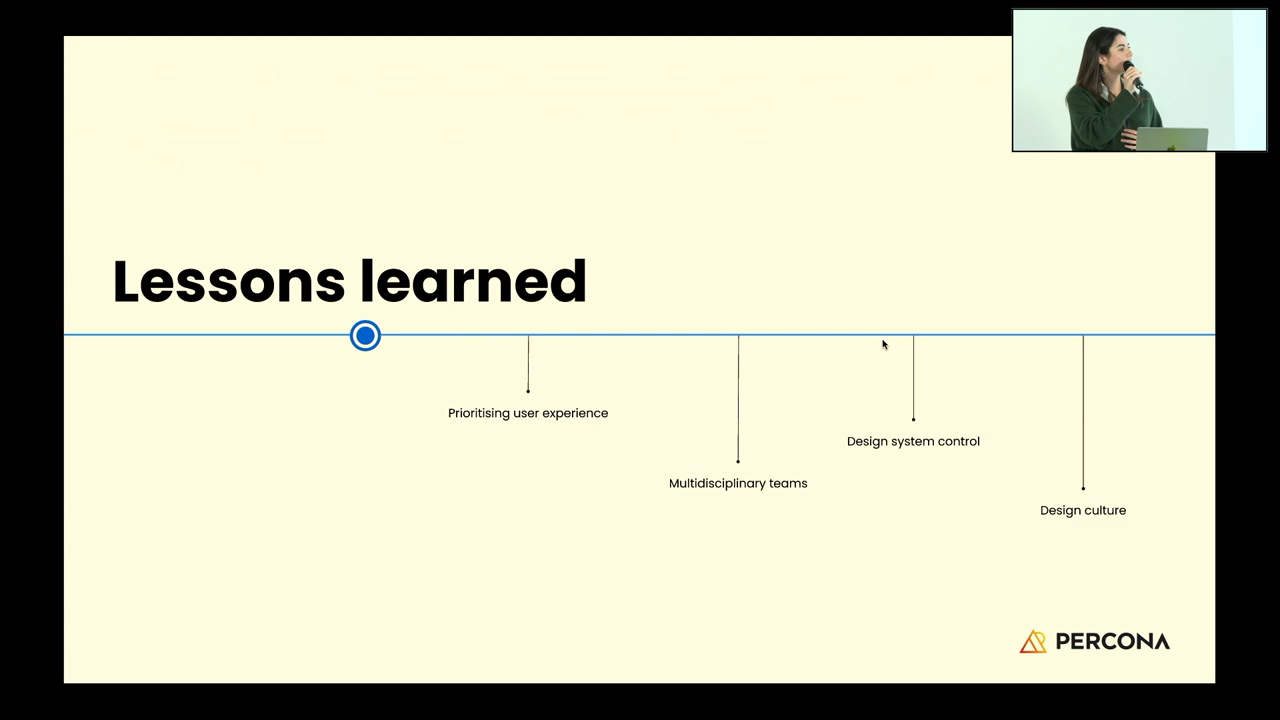 Lessons learned
Prioritising user experience
Multidisciplinary teams
Design system control
Design culture
PERCONA